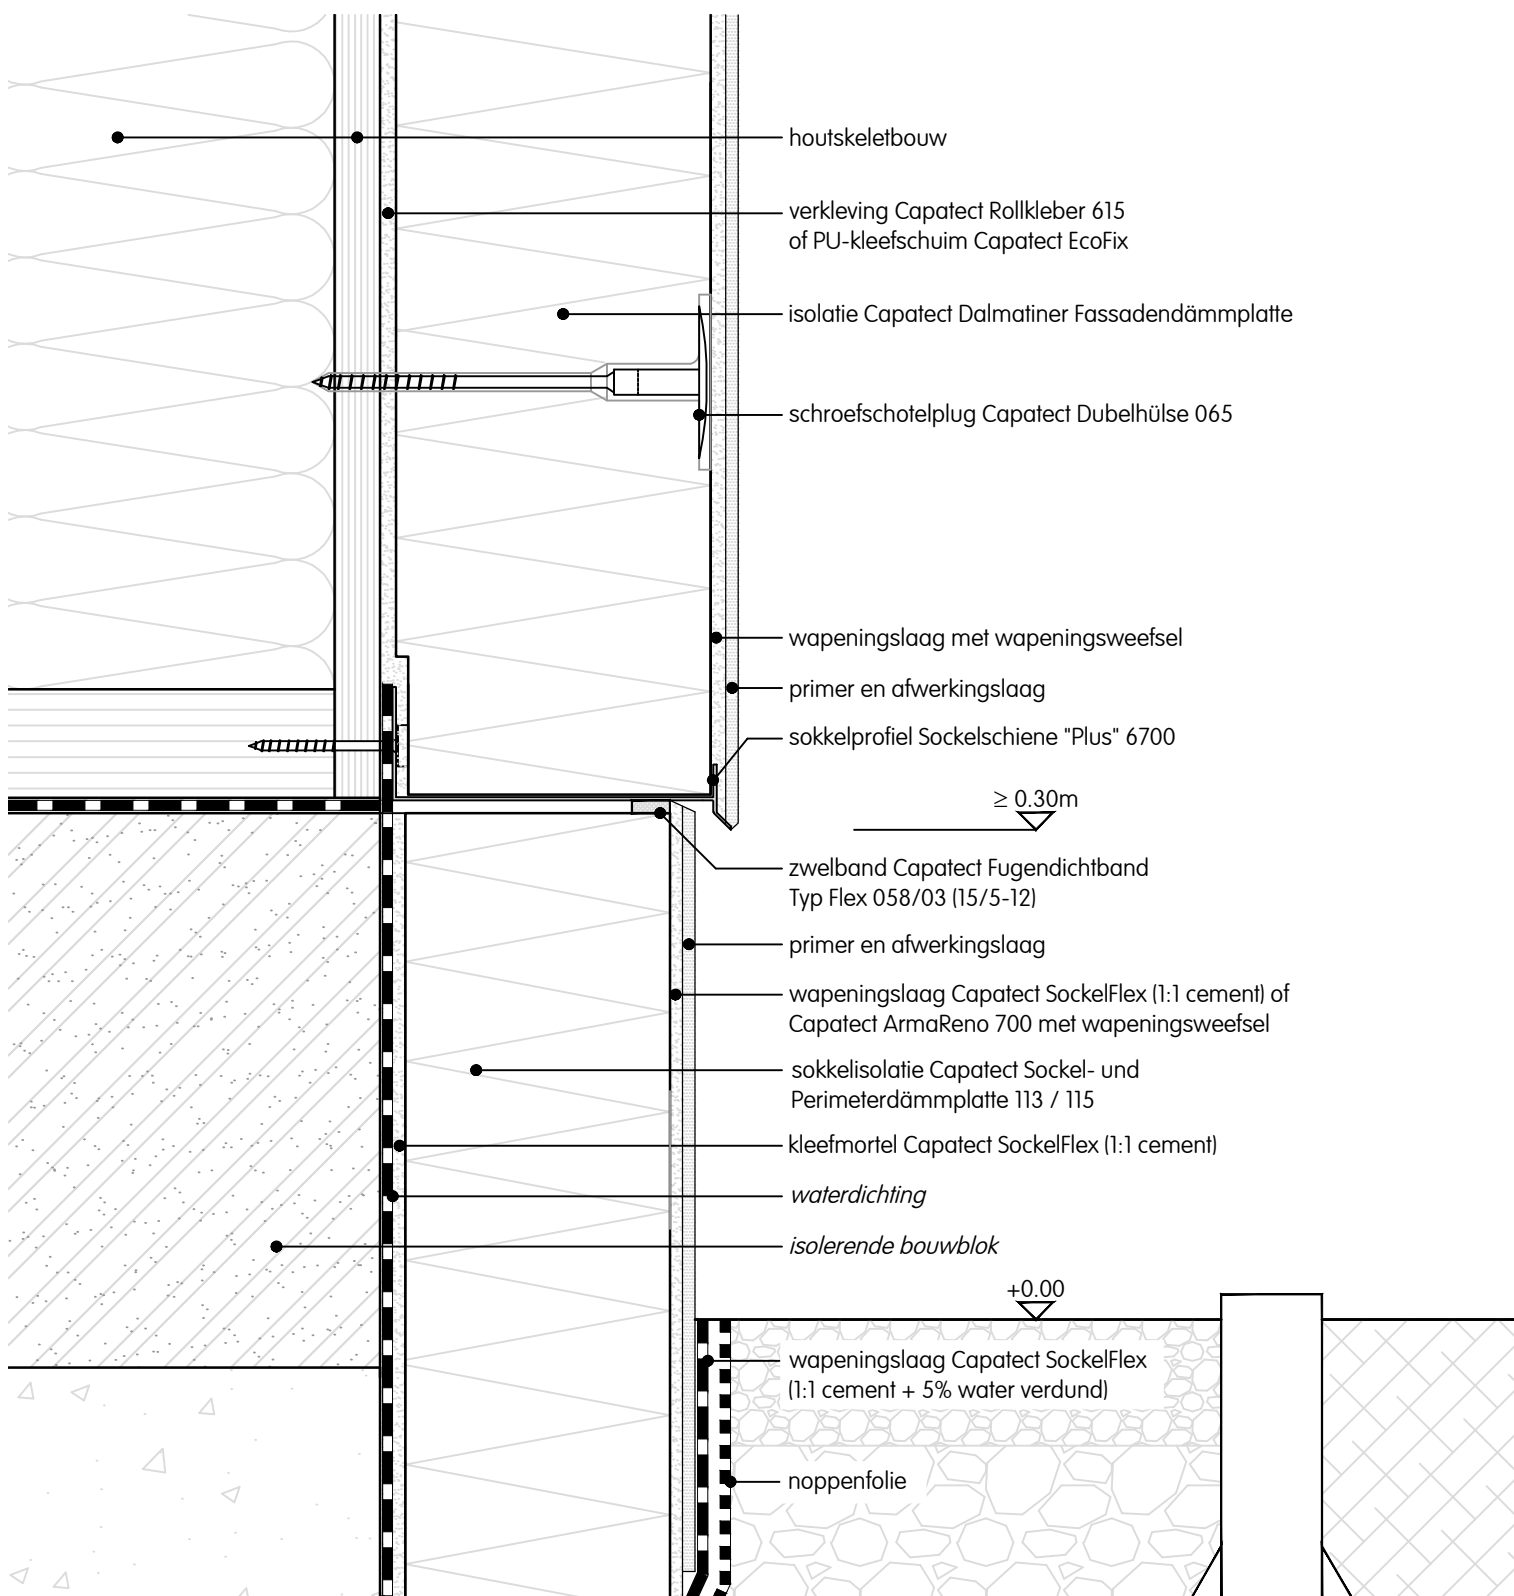 houtskeletbouw
verkleving Capatect Rollkleber 615
of PU-kleefschuim Capatect EcoFix
isolatie Capatect Dalmatiner Fassadendämmplatte
schroefschotelplug Capatect Dubelhülse 065
wapeningslaag met wapeningsweefsel
primer en afwerkingslaag
sokkelprofiel Sockelschiene "Plus" 6700
≥ 0.30m
zwelband Capatect Fugendichtband
Typ Flex 058/03 (15/5-12)
primer en afwerkingslaag
wapeningslaag Capatect SockelFlex (1:1 cement) of
Capatect ArmaReno 700 met wapeningsweefsel
sokkelisolatie Capatect Sockel- und
Perimeterdämmplatte 113 / 115
kleefmortel Capatect SockelFlex (1:1 cement)
waterdichting
isolerende bouwblok
+0.00
wapeningslaag Capatect SockelFlex
(1:1 cement + 5% water verdund)
noppenfolie